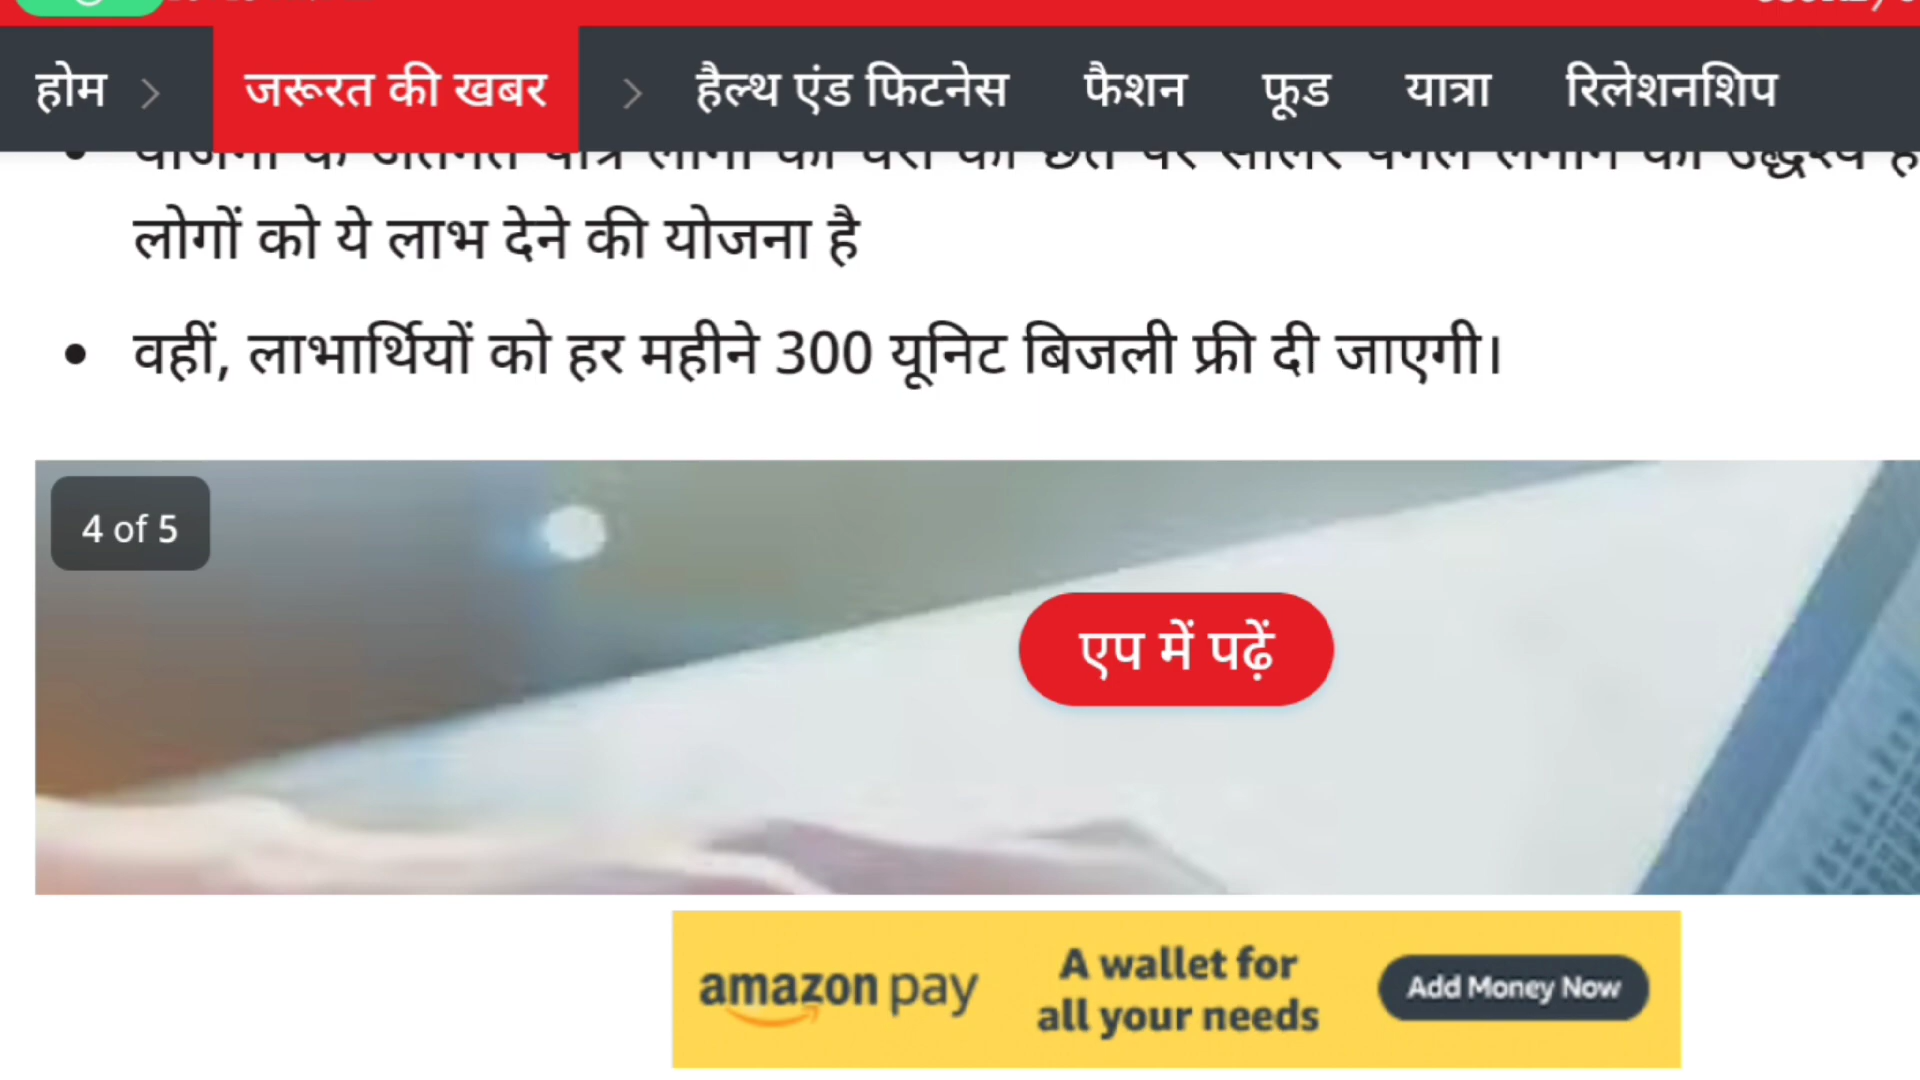 होम > जरूरत की खबर > हैल्थ एंड फिटनेस फैशन फूड यात्रा रिलेशनशिप
लोगों को ये लाभ देने की योजना है
• वहीं, लाभार्थियों को हर महीने 300 यूनिट बिजली फ्री दी जाएगी।
4 of 5
एप में पढ़ें
amazon pay
A wallet for
all your needs
Add Money Now